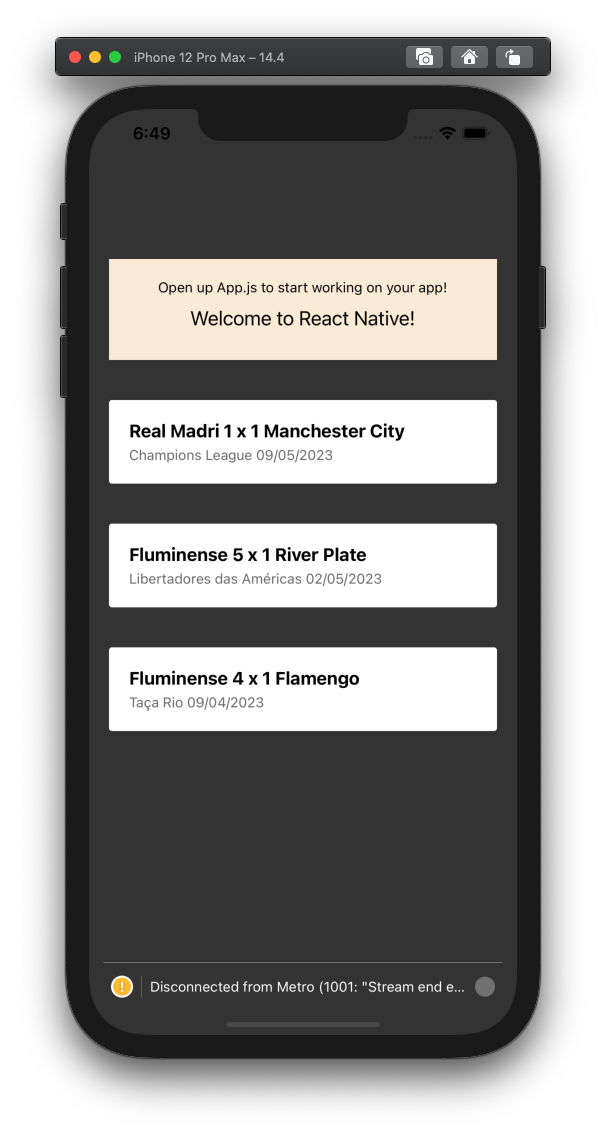 iPhone 12 Pro Max – 14.4
6:49
Open up App.js to start working on your app!
Welcome to React Native!
Real Madri 1 x 1 Manchester City
Champions League 09/05/2023
Fluminense 5 x 1 River Plate
Libertadores das Américas 02/05/2023
Fluminense 4 x 1 Flamengo
Taça Rio 09/04/2023
! Disconnected from Metro (1001: "Stream end e...